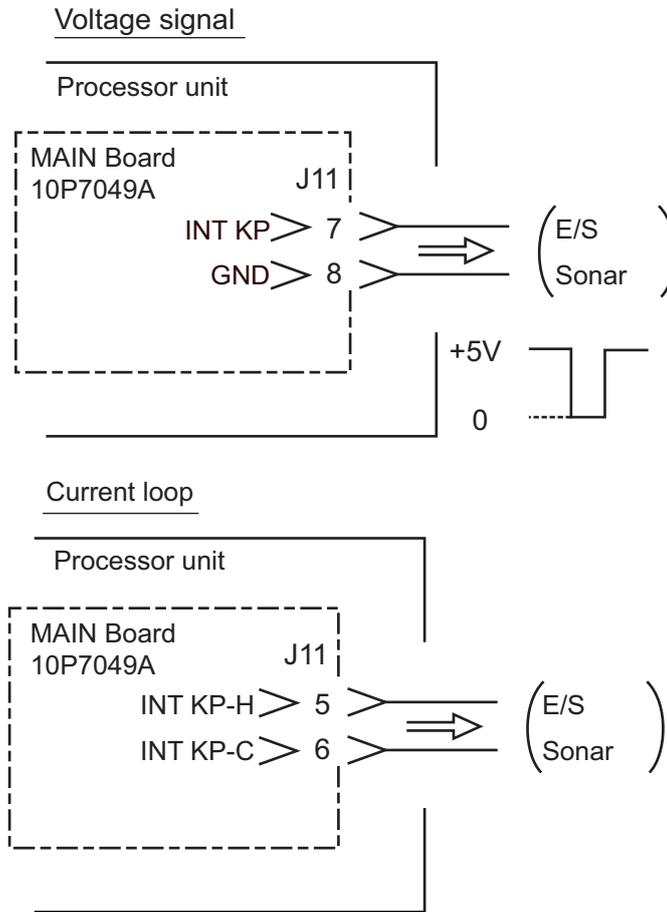 Voltage signal
Processor unit
MAIN Board
10P7049A
J11
INT KP 7
GND 8
E/S
Sonar
+5V
0
Current loop
Processor unit
MAIN Board
10P7049A
J11
INT KP-H 5
INT KP-C 6
E/S
Sonar